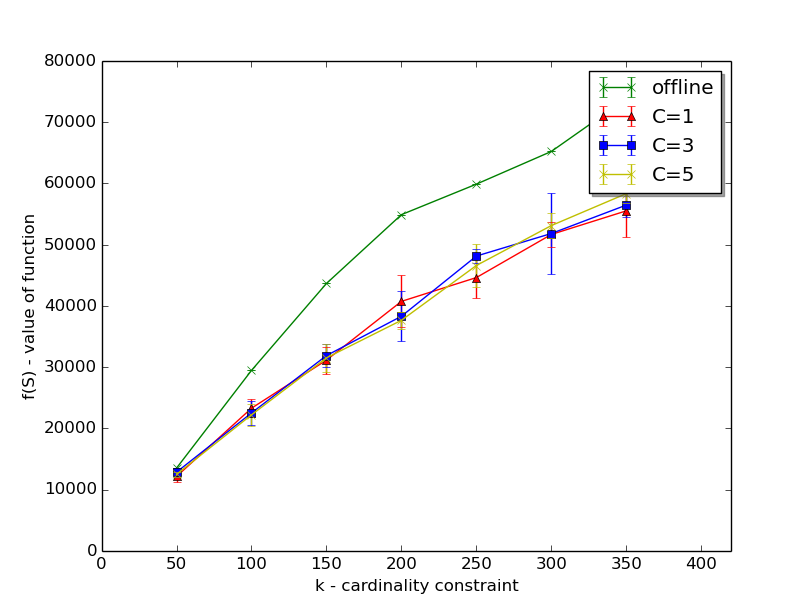 80000
70000
60000
50000
40000
30000
20000
10000
0
f(S) - value of function
offline
C=1
C=3
C=5
0 50 100 150 200 250 300 350 400
k - cardinality constraint